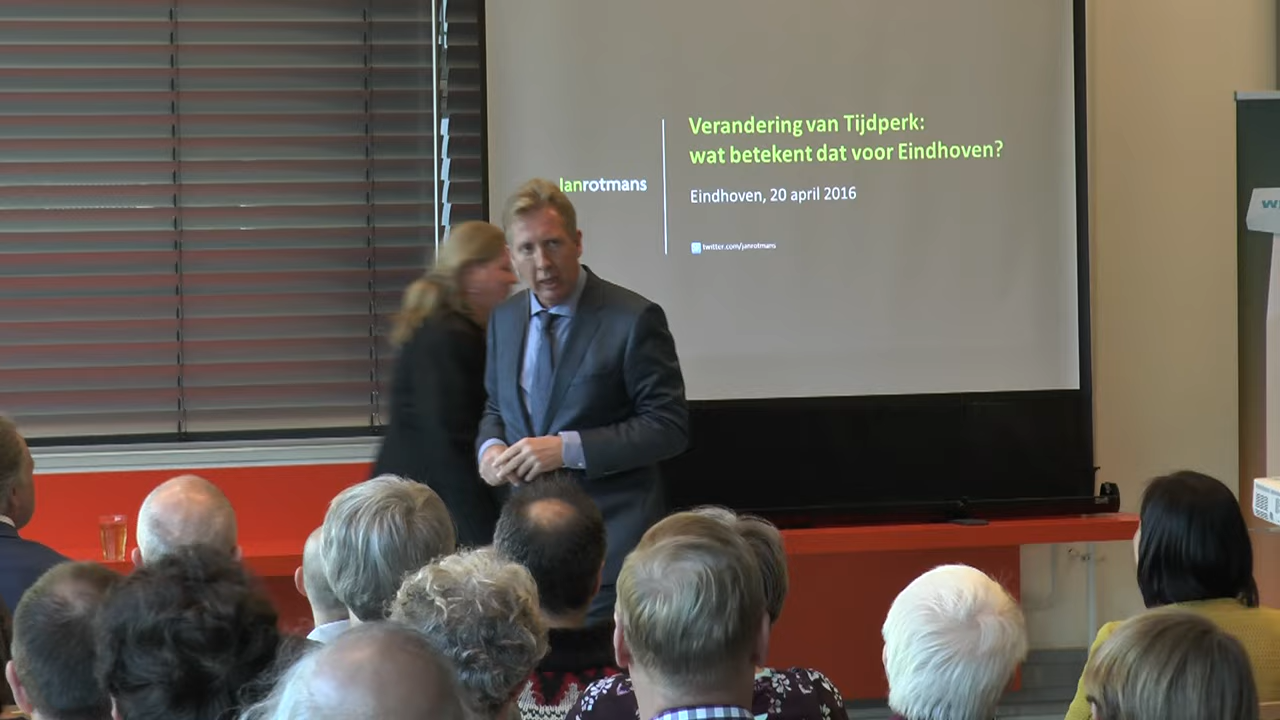 Verandering van Tijdperk:
wat betekent dat voor Eindhoven?
Janrotmans
Eindhoven, 20 april 2016
twitter.com/janrotmans